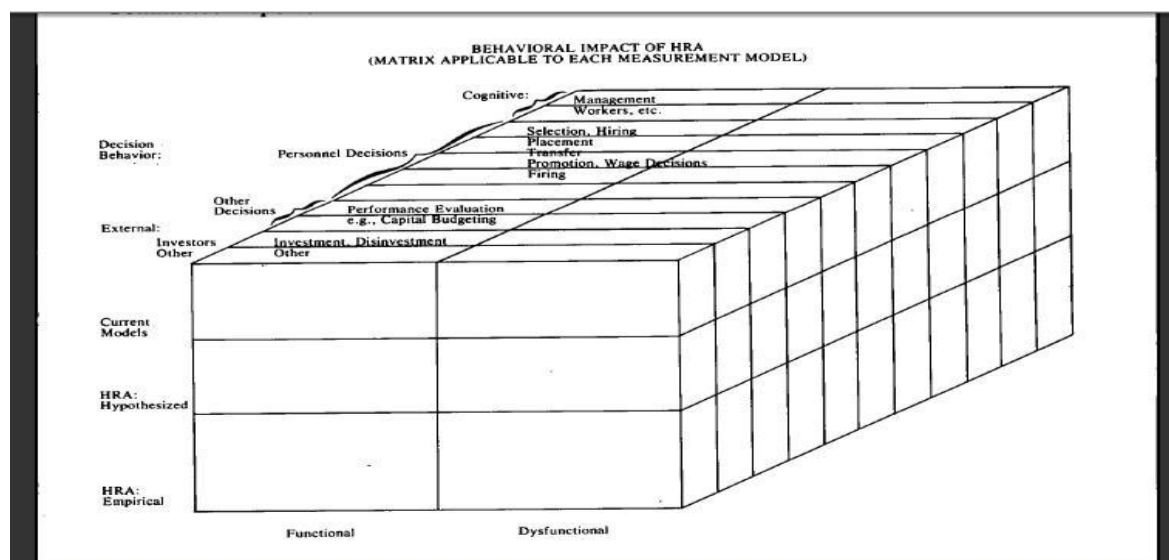 BEHAVIORAL IMPACT OF HRA
(MATRIX APPLICABLE TO EACH MEASUREMENT MODEL)
Cognitive:
Management
Workers, etc.
Decision
Behavior:
Personnel Decisions
Selection, Hiring
Placement
Transfer
Promotion, Wage Decisions
Firing
Other
Decisions
Performance Evaluation
e.g., Capital Budgeting
External:
Investors
Other
Investment, Disinvestment
Other
Current
Models
HRA:
Hypothesized
HRA:
Empirical
Functional
Dysfunctional